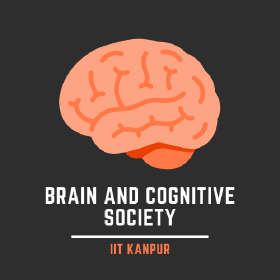 BRAIN AND COGNITIVE
SOCIETY
IIT KANPUR